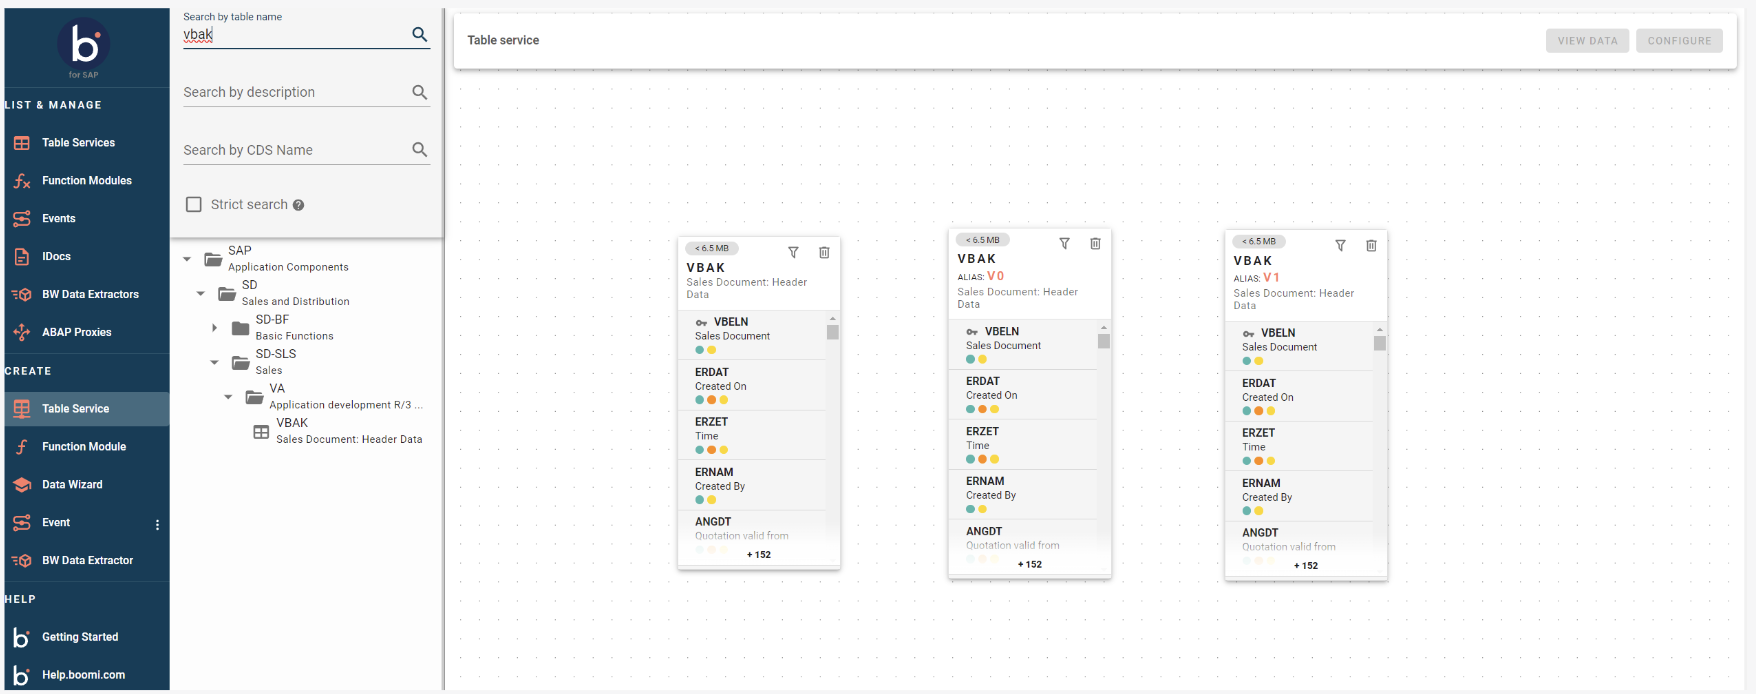 b
for SAP
LIST & MANAGE
Table Services
Function Modules
Events
IDocs
BW Data Extractors
ABAP Proxies
CREATE
Table Service
Function Module
Data Wizard
Event
BW Data Extractor
HELP
b
Getting Started
b
Help.boomi.com
Search by table name
vbak
Search by description
Search by CDS Name
Strict search ?
SAP
Application Components
SD
Sales and Distribution
SD-BF
Basic Functions
SD-SLS
Sales
VA
Application development R/3 ...
VBAK
Sales Document: Header Data
Table service
VIEW DATA
CONFIGURE
< 6.5 MB
VBAK
Sales Document: Header
Data
VBELN
Sales Document
ERDAT
Created On
ERZET
Time
ERNAM
Created By
ANGDT
Quotation valid from
+ 152
< 6.5 MB
VBAK
ALIAS: V0
Sales Document: Header
Data
VBELN
Sales Document
ERDAT
Created On
ERZET
Time
ERNAM
Created By
ANGDT
Quotation valid from
+ 152
< 6.5 MB
VBAK
ALIAS: V1
Sales Document: Header
Data
VBELN
Sales Document
ERDAT
Created On
ERZET
Time
ERNAM
Created By
ANGDT
Quotation valid from
+ 152